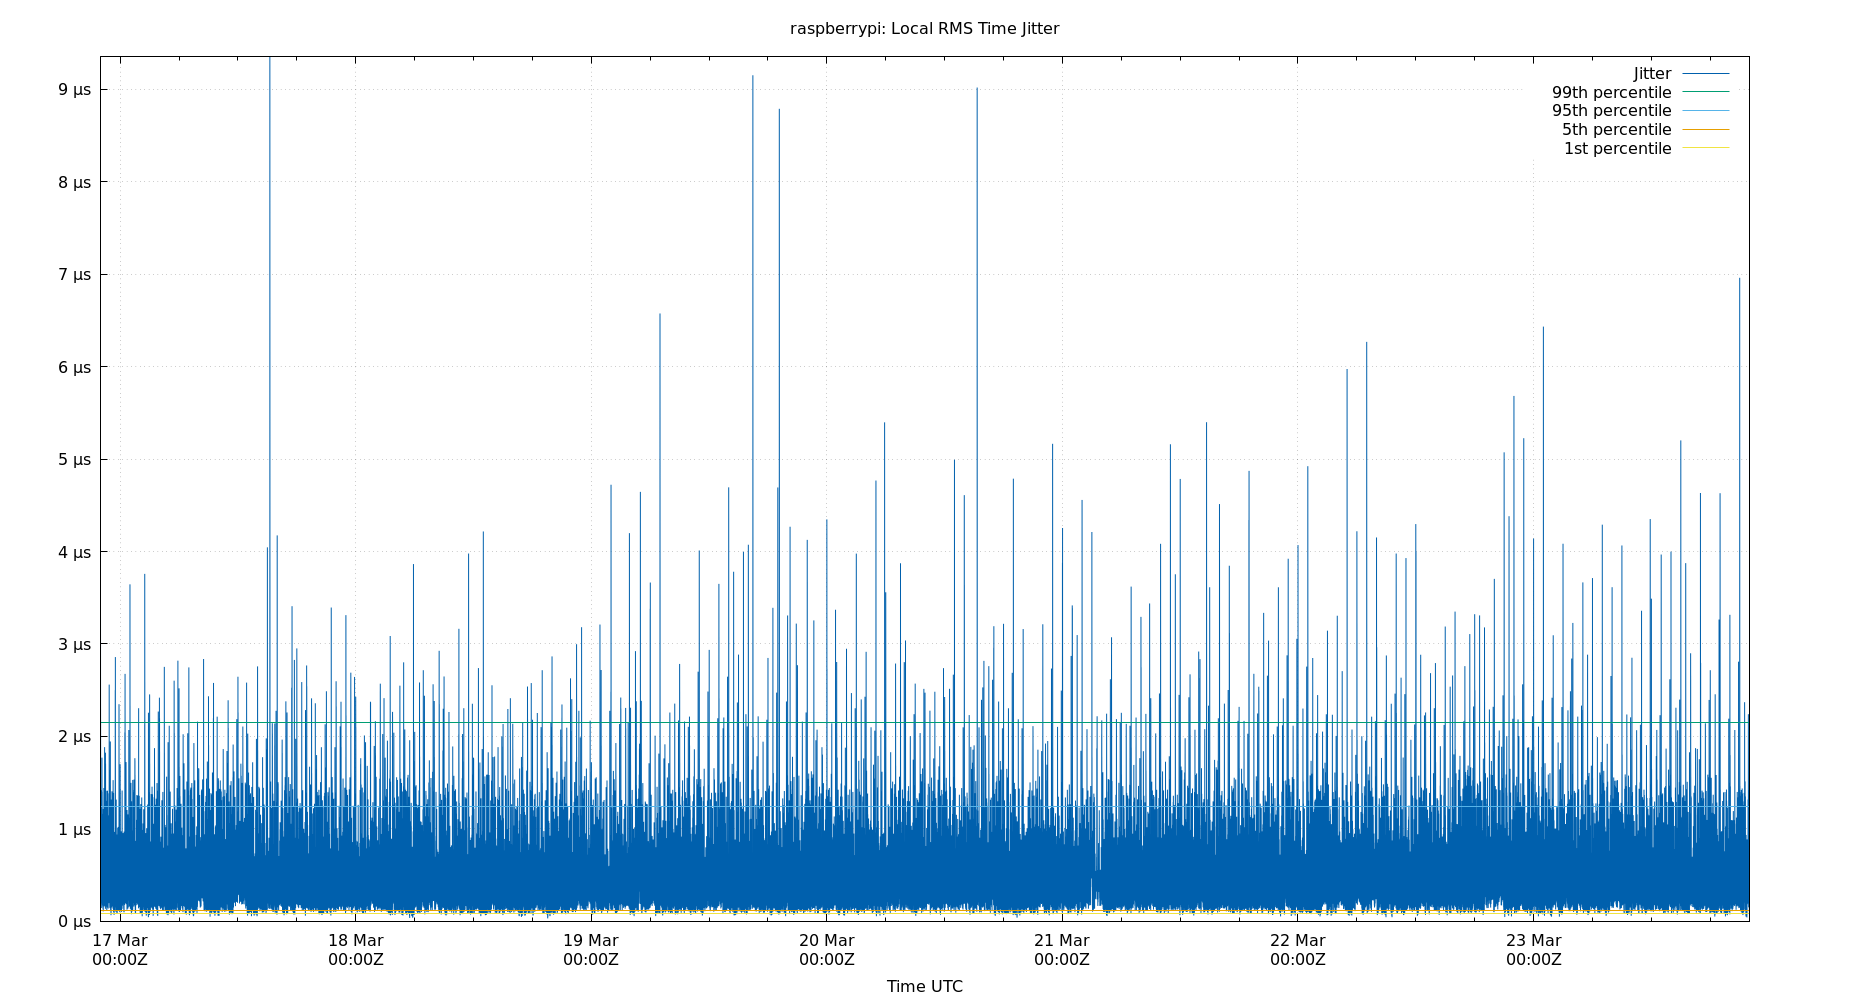 raspberrypi: Local RMS Time Jitter
Jitter
99th percentile
95th percentile
5th percentile
1st percentile
9 µs
8 µs
7 µs
6 µs
5 µs
4 µs
3 µs
2 µs
1 µs
0 µs
17 Mar 18 Mar 19 Mar 20 Mar 21 Mar 22 Mar 23 Mar
00:00Z 00:00Z 00:00Z 00:00Z 00:00Z 00:00Z 00:00Z
Time UTC